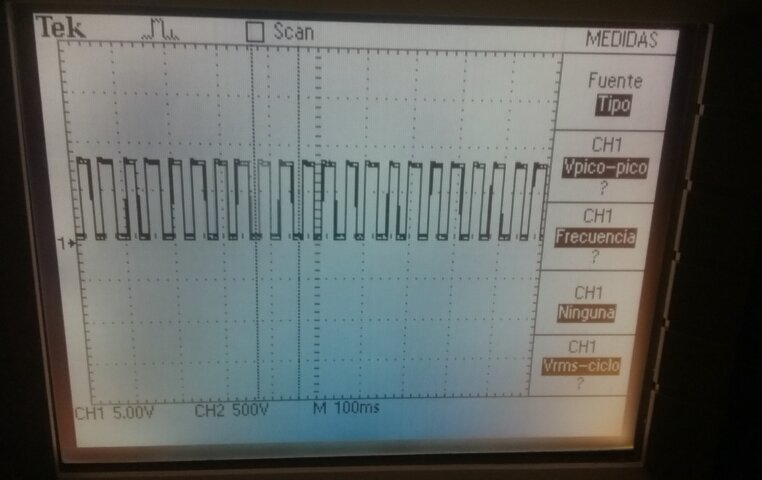 Tek Scan MEDIDAS
Fuente
Tipo
CH1
Vpico-pico
?
CH1
Frecuencia
?
CH1
Ninguna
CH1
Vrms-ciclo
?
1
CH1 5.00V CH2 500V M 100ms